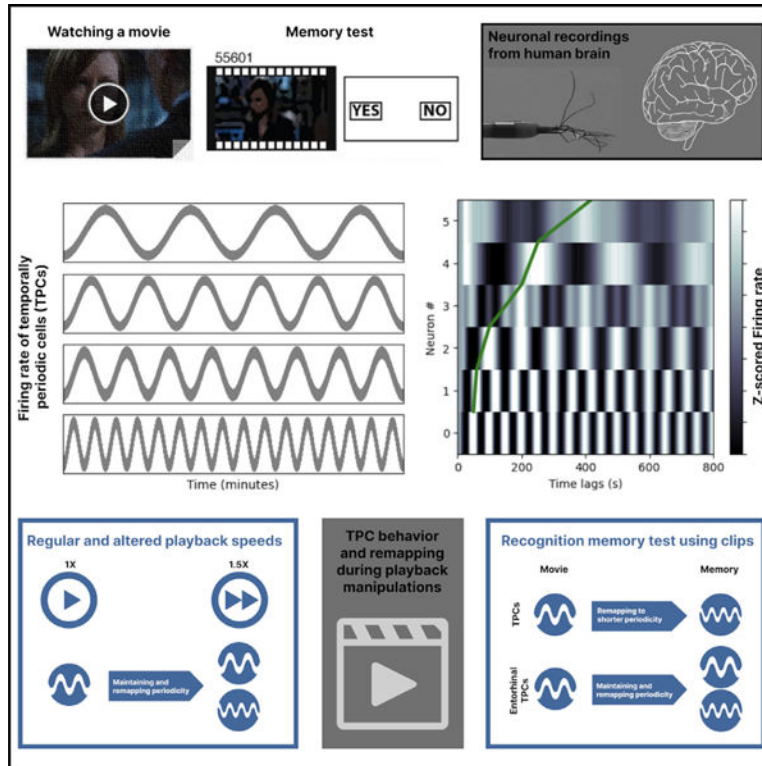 Watching a movie
Memory test
55601
YES
NO
Neuronal recordings
from human brain
Firing rate of temporally
periodic cells (TPCs)
Time (minutes)
Neuron #
5
4
3
2
1
0
0
200
400
600
800
Time lags (s)
Z-scored Firing rate
Regular and altered playback speeds
1X
1.5X
Maintaining and
remapping periodicity
TPC behavior
and remapping
during playback
manipulations
Recognition memory test using clips
Movie
Memory
TPCs
Remapping to
shorter periodicity
Entorhinal
TPCs
Maintaining and
remapping periodicity